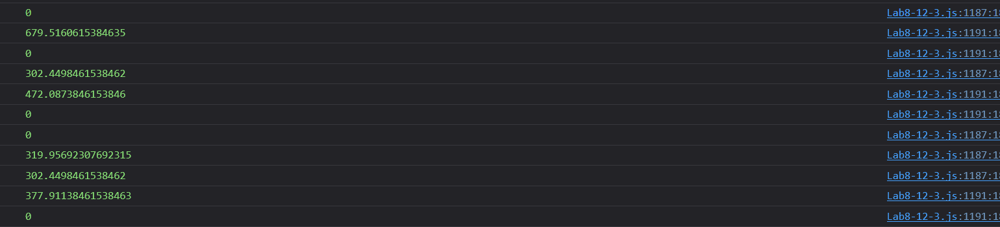 0 Lab8-12-3.js:1187:1
679.5160615384635 Lab8-12-3.js:1191:1
0 Lab8-12-3.js:1191:1
302.4498461538462 Lab8-12-3.js:1187:1
472.0873846153846 Lab8-12-3.js:1191:1
0 Lab8-12-3.js:1191:1
0 Lab8-12-3.js:1187:1
319.95692307692315 Lab8-12-3.js:1187:1
302.4498461538462 Lab8-12-3.js:1187:1
377.91138461538463 Lab8-12-3.js:1191:1
0 Lab8-12-3.js:1191:1